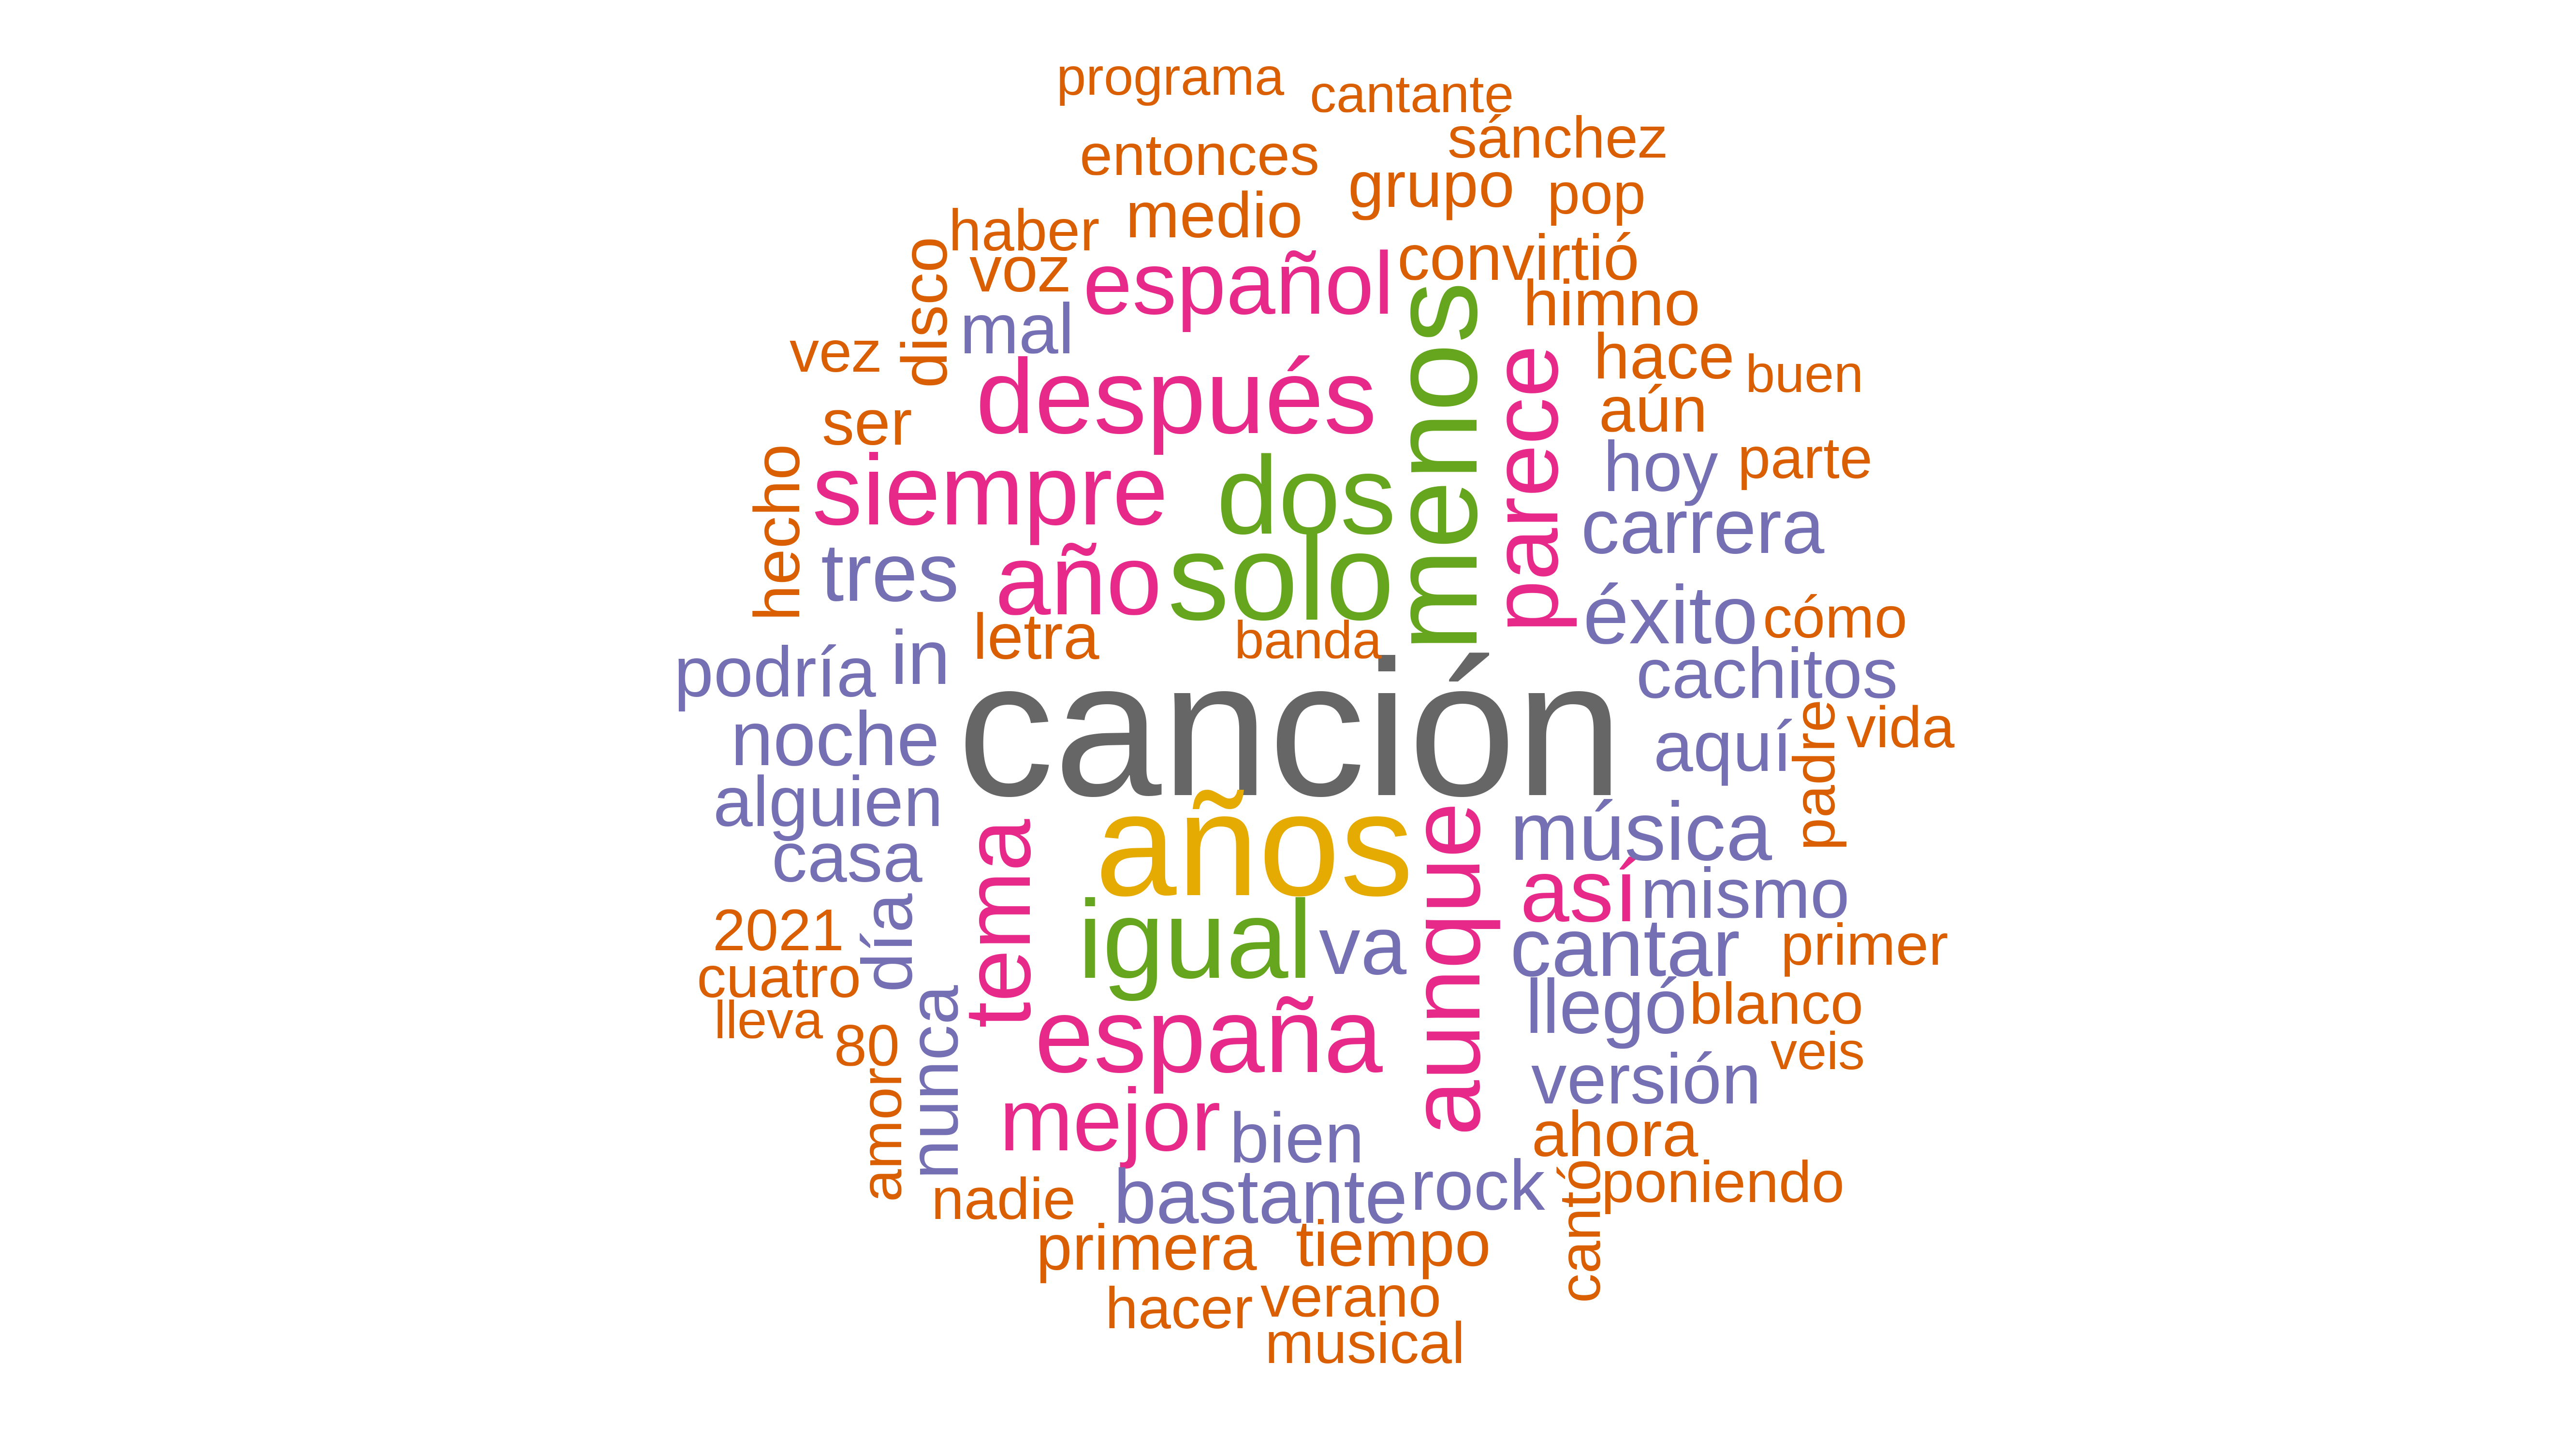 programa
cantante
sánchez
entonces
grupo
pop
medio
haber
convirtió
voz
español
disco
himno
mal
menos
hace
vez
buen
después
parece
aún
ser
hoy
parte
siempre
dos
hecho
carrera
tres
año
solo
éxito
cómo
letra
banda
in
podría
cachitos
canción
noche
aquí
padre
vida
alguien
años
música
casa
tema
aunque
así
mismo
2021
día
igual
va
cantar
primer
cuatro
lleva
llegó
blanco
80
nunca
españa
veis
versión
amor
mejor
bien
ahora
rock
cantó
poniendo
nadie
bastante
primera
tiempo
hacer
verano
musical